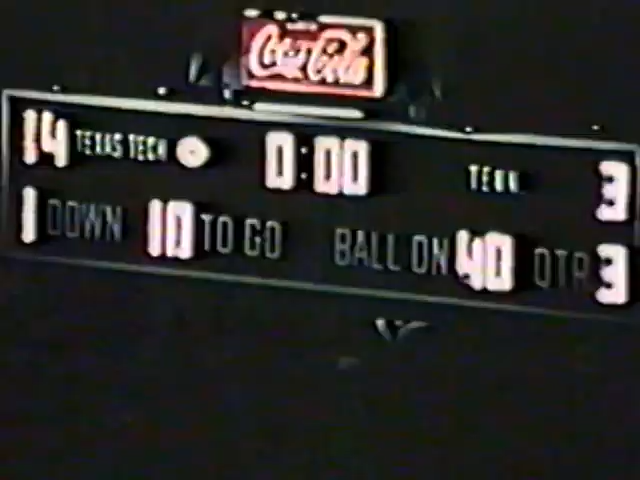 Coca-Cola
14 TEXAS TECH 0:00 TENN. 3
1 DOWN 10 TO GO BALL ON 40 QTR 3